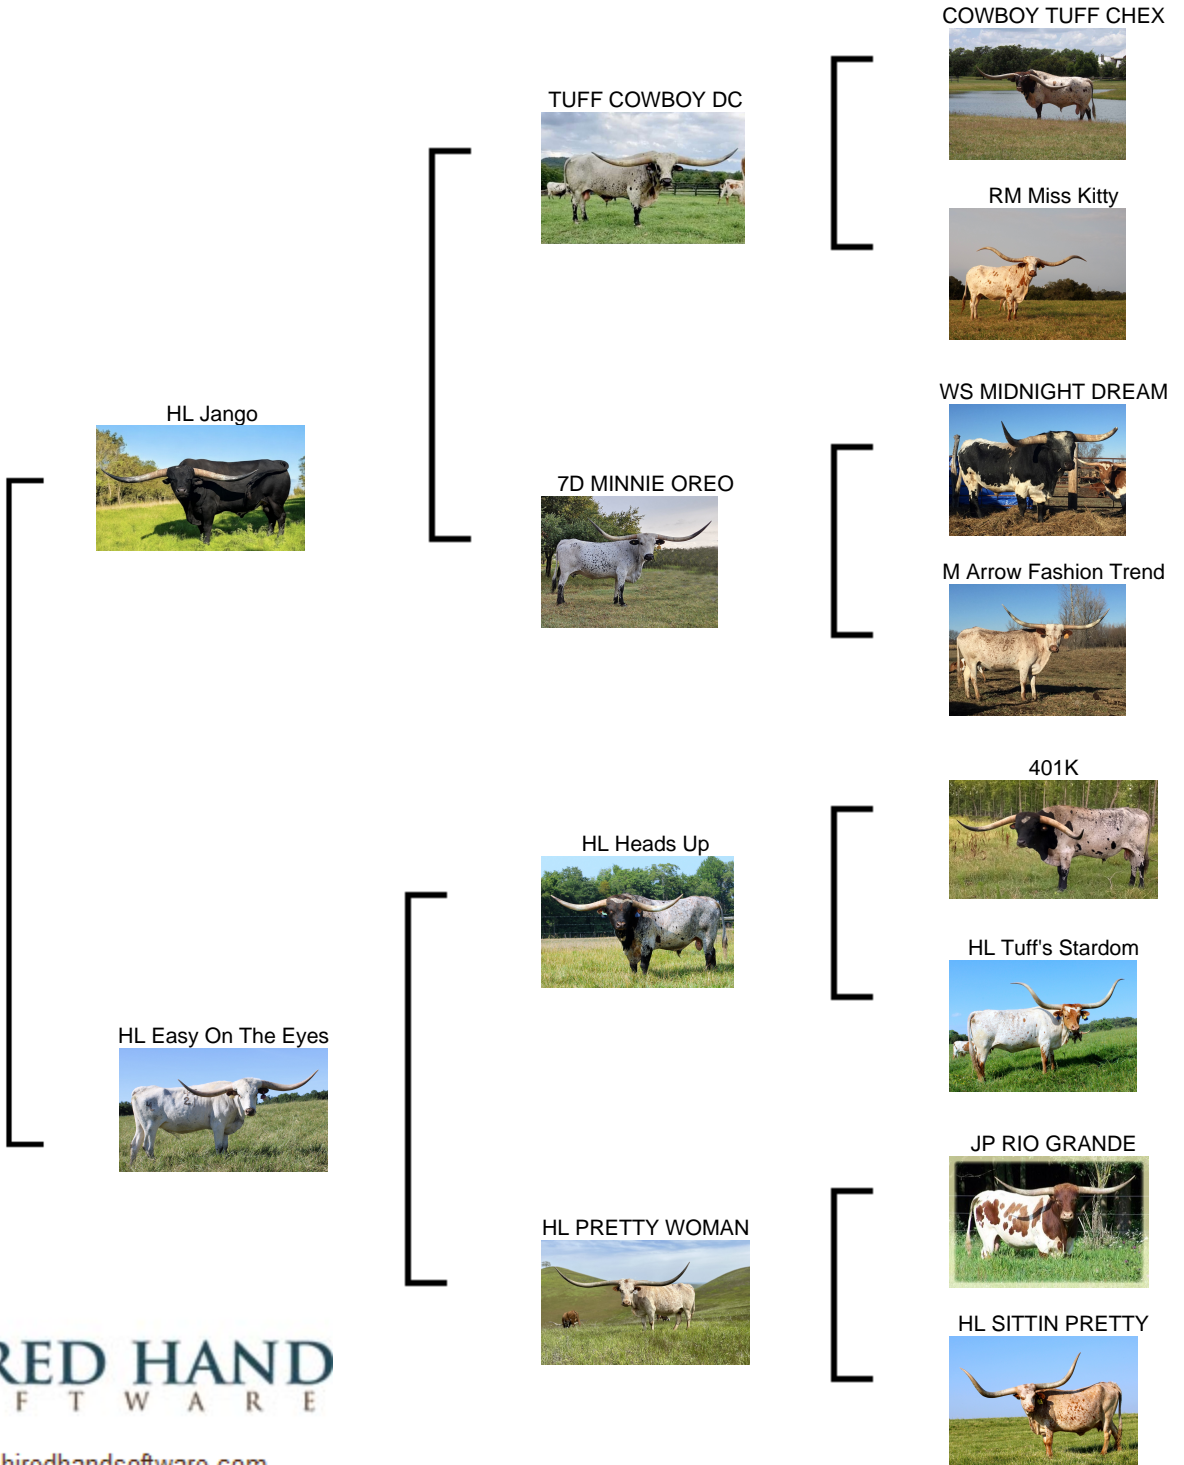 COWBOY TUFF CHEX
TUFF COWBOY DC
RM Miss Kitty
WS MIDNIGHT DREAM
HL Jango
7D MINNIE OREO
M Arrow Fashion Trend
401K
HL Heads Up
HL Tuff's Stardom
HL Easy On The Eyes
JP RIO GRANDE
HL PRETTY WOMAN
HL SITTIN PRETTY
RED HAND
F T W A R E
hiredhandsoftware.com